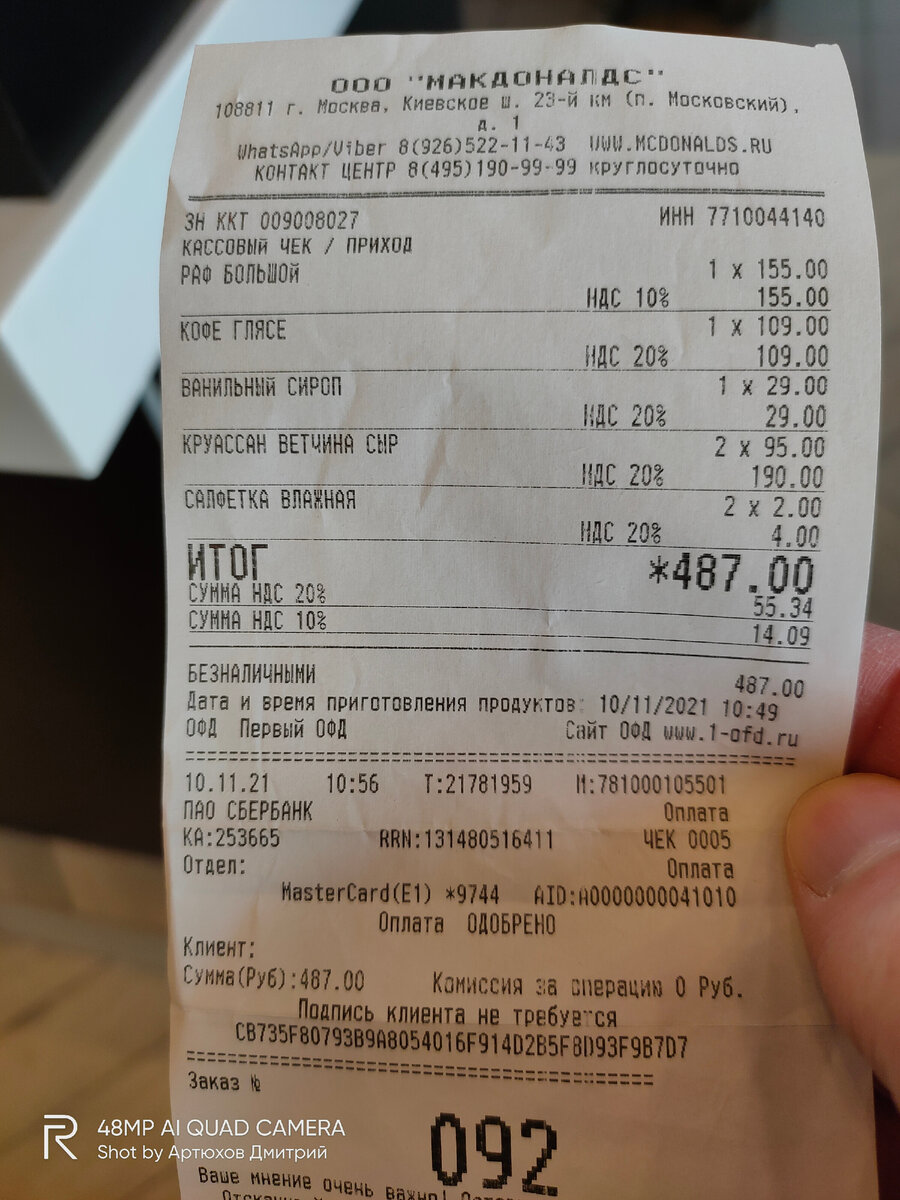 ООО "МАКДОНАЛДС"
108811 г. Москва, Киевское ш. 23-й км (п. Московский),
д. 1
WhatsApp/Viber 8(926)522-11-43 WWW.MCDONALDS.RU
КОНТАКТ ЦЕНТР 8(495)190-99-99 круглосуточно
ЗН ККТ 009008027 ИНН 7710044140
КАССОВЫЙ ЧЕК / ПРИХОД
РАФ БОЛЬШОЙ 1 x 155.00
НДС 10% 155.00
КОФЕ ГЛЯСЕ 1 x 109.00
НДС 20% 109.00
ВАНИЛЬНЫЙ СИРОП 1 x 29.00
НДС 20% 29.00
КРУАССАН ВЕТЧИНА СЫР 2 x 95.00
НДС 20% 190.00
САЛФЕТКА ВЛАЖНАЯ 2 x 2.00
НДС 20% 4.00
ИТОГ *487.00
СУММА НДС 20% 55.34
СУММА НДС 10% 14.09
БЕЗНАЛИЧНЫМИ 487.00
Дата и время приготовления продуктов: 10/11/2021 10:49
ОФД Первый ОФД Сайт ОФД www.1-ofd.ru
10.11.21 10:56 Т:21781959 М:781000105501
ПАО СБЕРБАНК Оплата
КА:253665 RRN:131480516411 ЧЕК 0005
Отдел: Оплата
MasterCard(E1) *9744 AID:A0000000041010
Оплата ОДОБРЕНО
Клиент:
Сумма(Руб):487.00 Комиссия за операцию 0 Руб.
Подпись клиента не требуется
CB735F80793B9A8054016F914D2B5F8D93F9B7D7
Заказ №
092
Ваше мнение очень важно!
R 48MP AI QUAD CAMERA
Shot by Артюхов Дмитрий